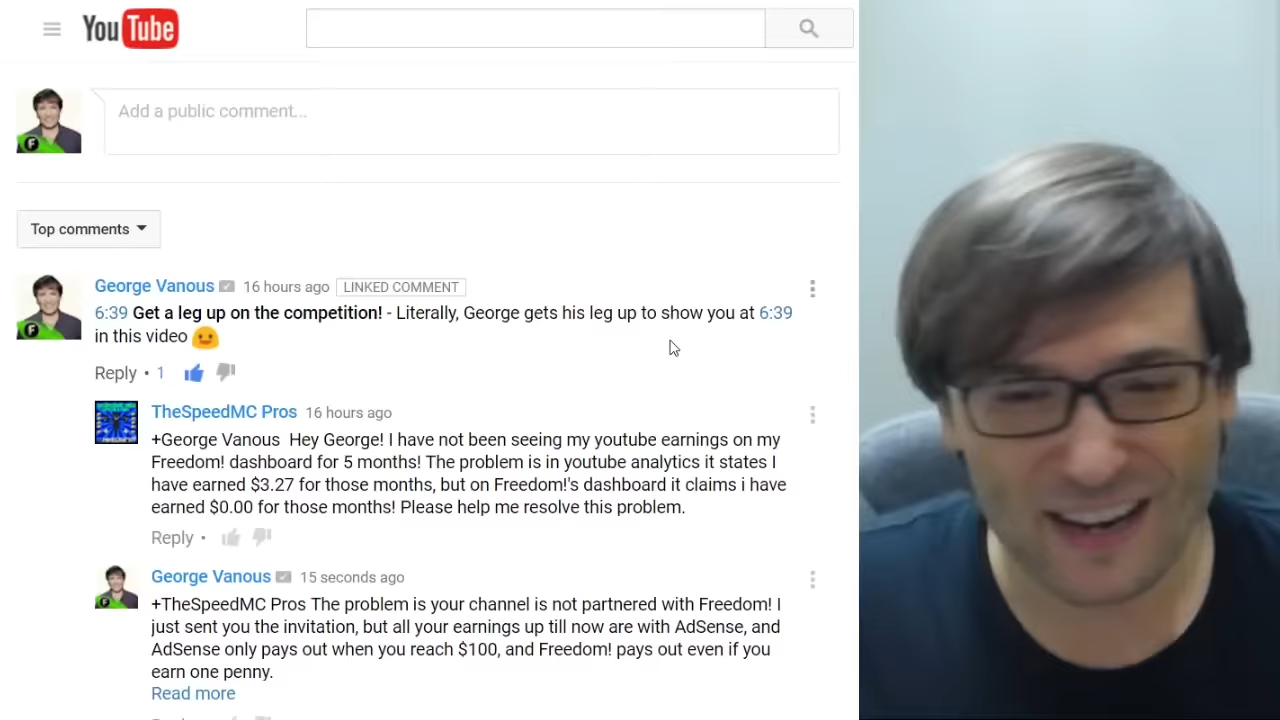 YouTube
Add a public comment...
F
Top comments
George Vanous 16 hours ago LINKED COMMENT
F
6:39 Get a leg up on the competition! - Literally, George gets his leg up to show you at 6:39
in this video
Reply • 1
TheSpeedMC Pros 16 hours ago
+George Vanous Hey George! I have not been seeing my youtube earnings on my
Freedom! dashboard for 5 months! The problem is in youtube analytics it states I
have earned $3.27 for those months, but on Freedom!'s dashboard it claims i have
earned $0.00 for those months! Please help me resolve this problem.
Reply •
George Vanous 15 seconds ago
+TheSpeedMC Pros The problem is your channel is not partnered with Freedom! I
just sent you the invitation, but all your earnings up till now are with AdSense, and
AdSense only pays out when you reach $100, and Freedom! pays out even if you
earn one penny.
Read more